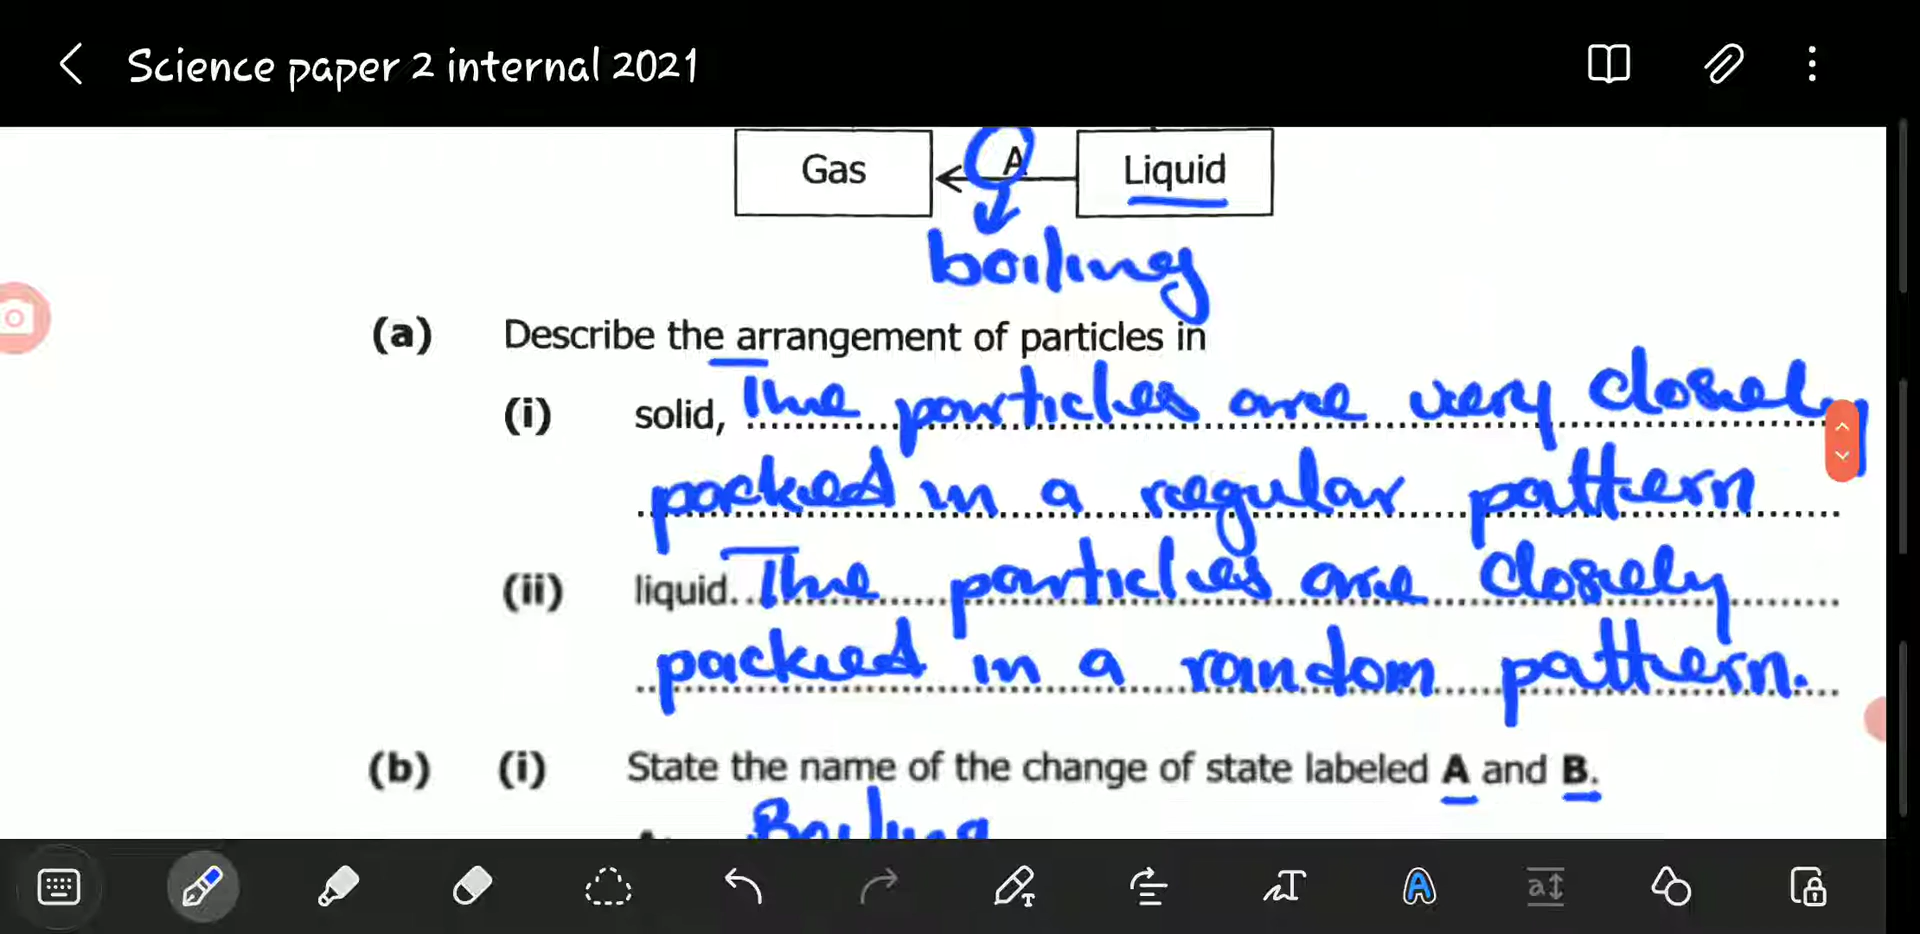 Science paper 2 internal 2021
Gas A Liquid
boiling
(a) Describe the arrangement of particles in
(i) solid, The particles are very closely
packed in a regular pattern
(ii) liquid. The particles are closely
packed in a random pattern.
(b) (i) State the name of the change of state labeled A and B.
Boiling